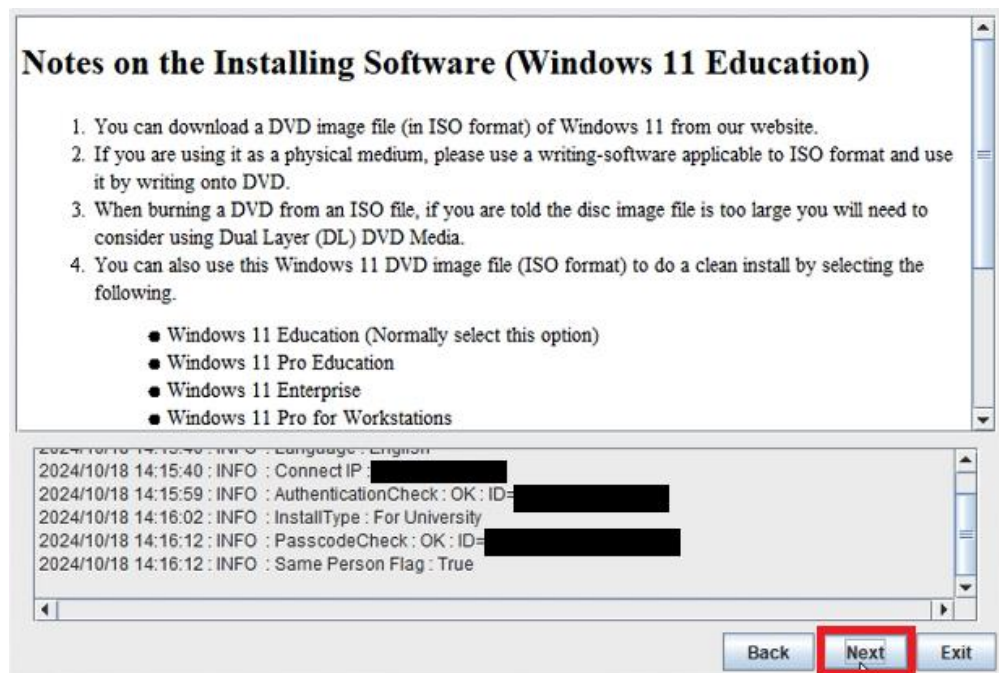 Notes on the Installing Software (Windows 11 Education)
1. You can download a DVD image file (in ISO format) of Windows 11 from our website.
2. If you are using it as a physical medium, please use a writing-software applicable to ISO format and use
it by writing onto DVD.
3. When burning a DVD from an ISO file, if you are told the disc image file is too large you will need to
consider using Dual Layer (DL) DVD Media.
4. You can also use this Windows 11 DVD image file (ISO format) to do a clean install by selecting the
following.
● Windows 11 Education (Normally select this option)
● Windows 11 Pro Education
● Windows 11 Enterprise
● Windows 11 Pro for Workstations
2024/10/18 14:15:40 : INFO : Language : English
2024/10/18 14:15:40 : INFO : Connect IP :
2024/10/18 14:15:59 : INFO : AuthenticationCheck : OK : ID=
2024/10/18 14:16:02 : INFO : InstallType : For University
2024/10/18 14:16:12 : INFO : PasscodeCheck : OK : ID=
2024/10/18 14:16:12 : INFO : Same Person Flag : True
Back Next Exit